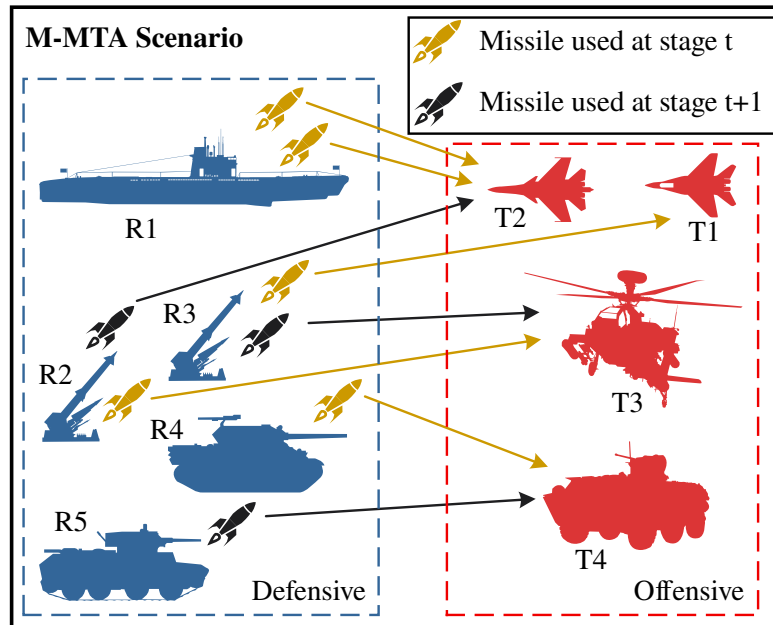 M-MTA Scenario
Missile used at stage t
Missile used at stage t+1
R1
T2
T1
R3
R2
T3
R4
R5
T4
Defensive
Offensive